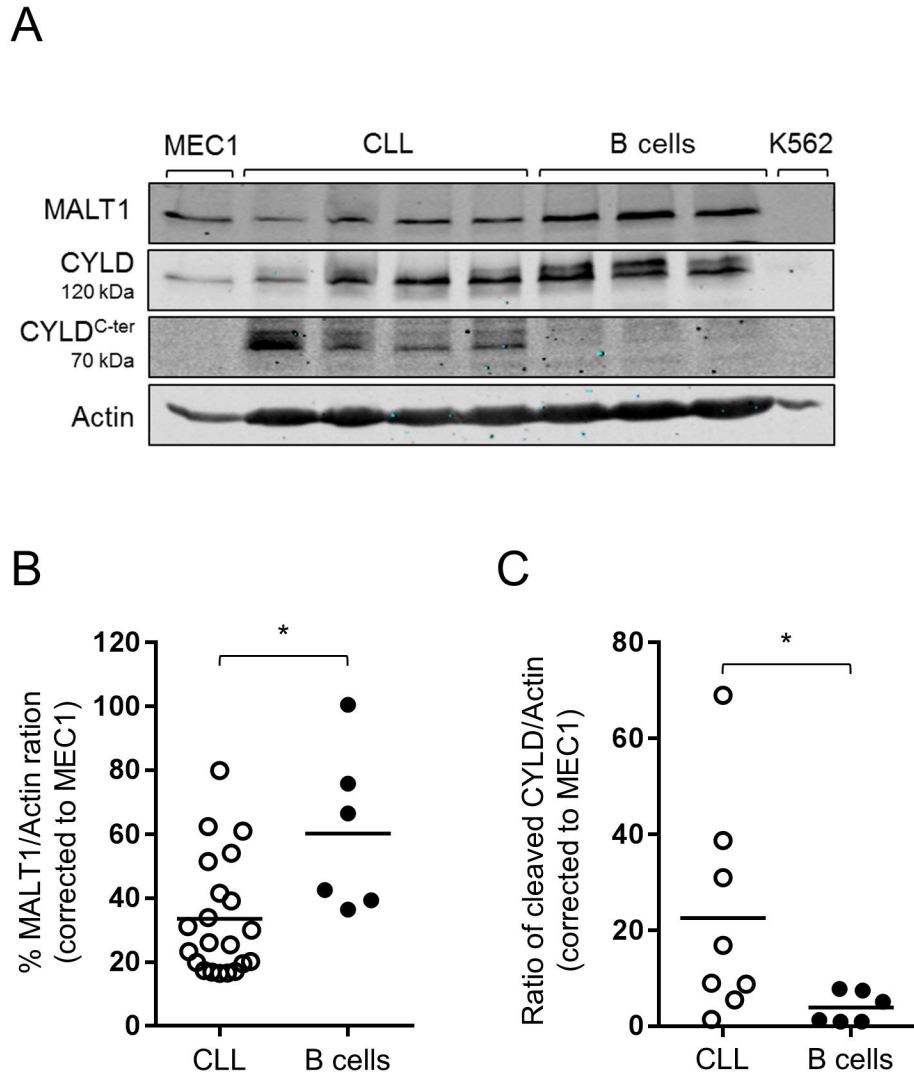 A
MEC1 CLL B cells K562
MALT1
CYLD
120 kDa
CYLDC-ter
70 kDa
Actin
B
% MALT1/Actin ration
(corrected to MEC1)
120
100
80
60
40
20
0
*
CLL B cells
C
Ratio of cleaved CYLD/Actin
(corrected to MEC1)
80
60
40
20
0
*
CLL B cells